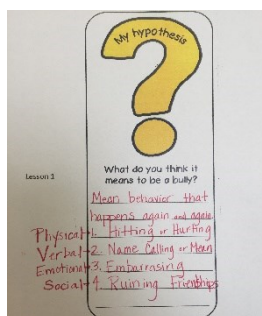 My hypothesis
What do you think it
means to be a bully?
Lesson 1
Mean behavior that
happens again and again
Physical 1. Hitting or Hurting
Verbal 2. Name Calling or Mean
Emotional 3. Embarrasing
Social 4. Ruining Friendships